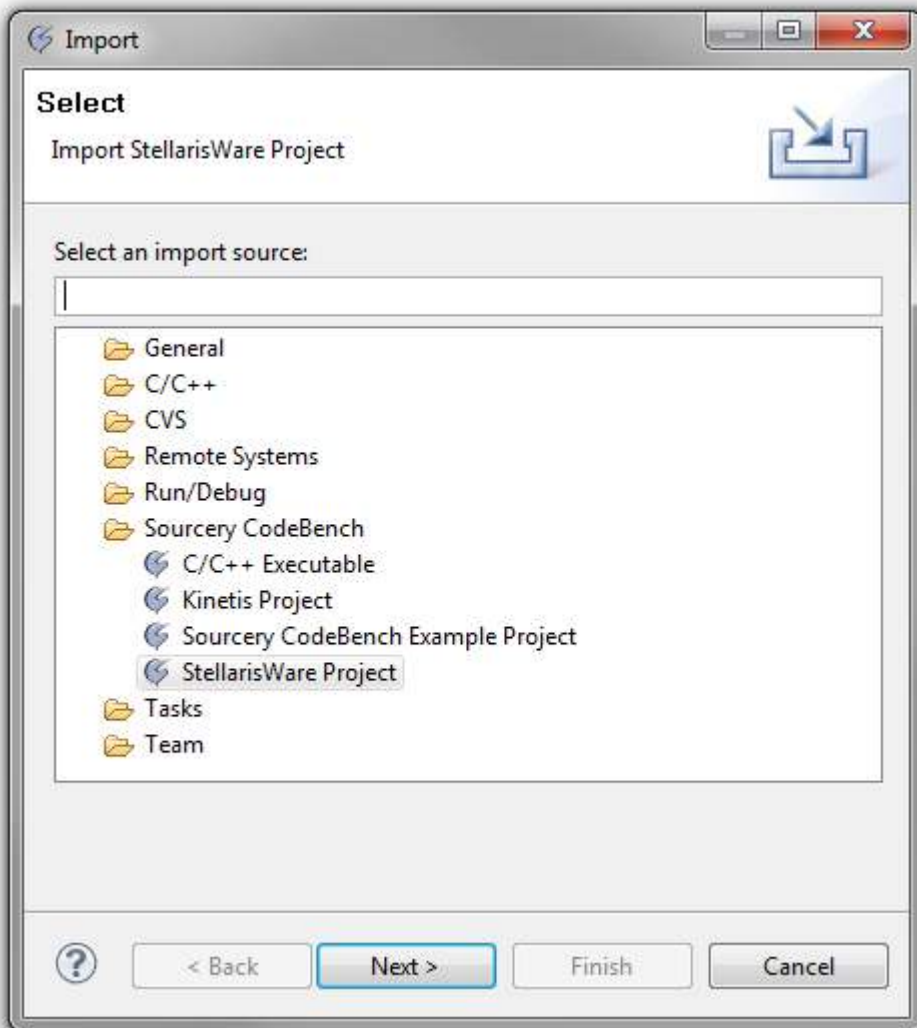 Import
Select
Import StellarisWare Project
Select an import source:
General
C/C++
CVS
Remote Systems
Run/Debug
Sourcery CodeBench
C/C++ Executable
Kinetis Project
Sourcery CodeBench Example Project
StellarisWare Project
Tasks
Team
? < Back Next > Finish Cancel